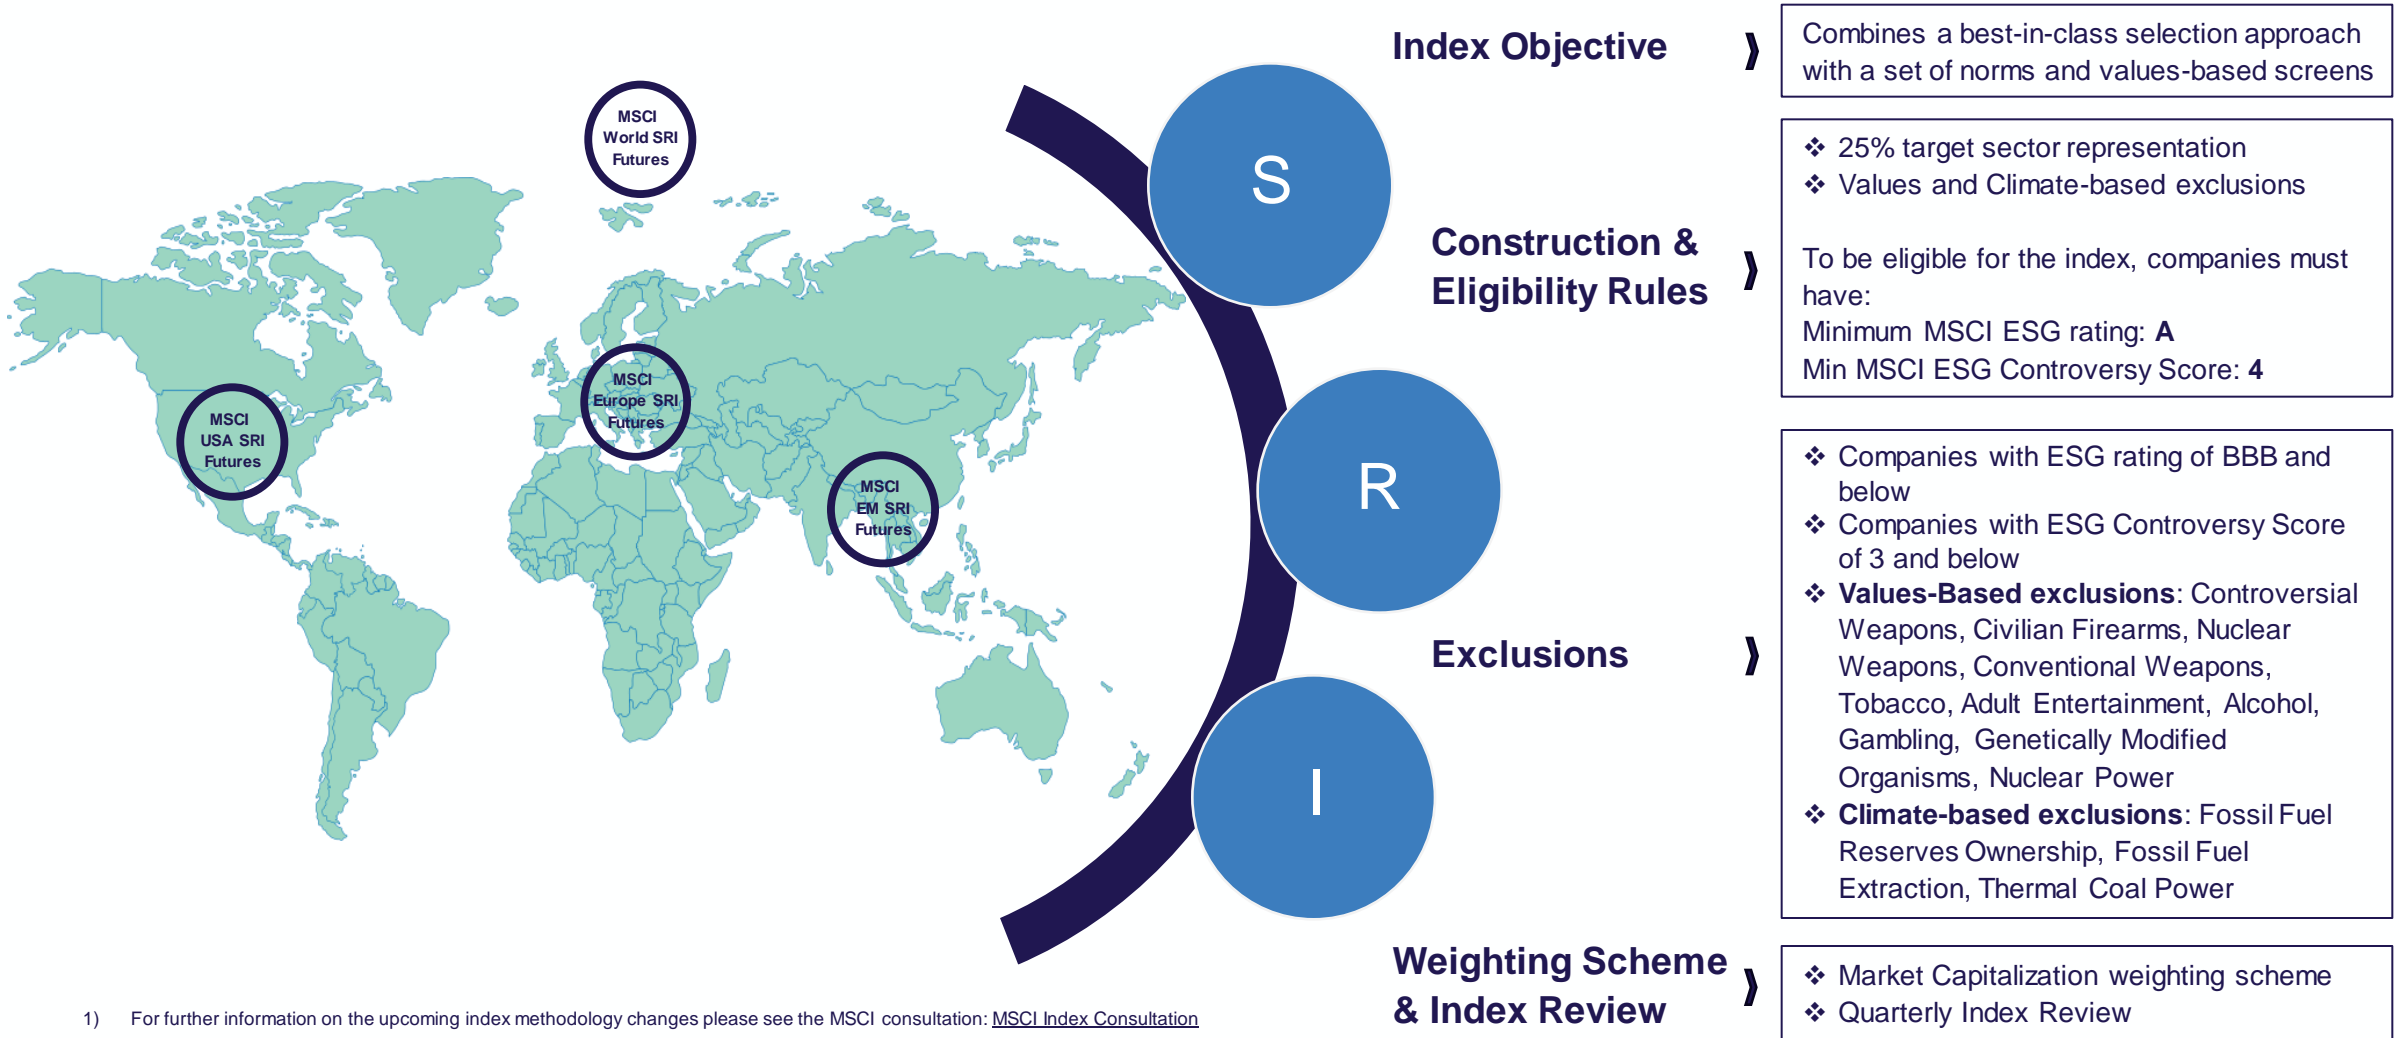 MSCI
World SRI
Futures
MSCI
USA SRI
Futures
MSCI
Europe SRI
Futures
MSCI
EM SRI
Futures
S
R
I
Index Objective
Combines a best-in-class selection approach
with a set of norms and values-based screens
Construction &
Eligibility Rules
❖ 25% target sector representation
❖ Values and Climate-based exclusions
To be eligible for the index, companies must
have:
Minimum MSCI ESG rating: A
Min MSCI ESG Controversy Score: 4
Exclusions
❖ Companies with ESG rating of BBB and
below
❖ Companies with ESG Controversy Score
of 3 and below
❖ Values-Based exclusions: Controversial
Weapons, Civilian Firearms, Nuclear
Weapons, Conventional Weapons,
Tobacco, Adult Entertainment, Alcohol,
Gambling, Genetically Modified
Organisms, Nuclear Power
❖ Climate-based exclusions: Fossil Fuel
Reserves Ownership, Fossil Fuel
Extraction, Thermal Coal Power
Weighting Scheme
& Index Review
❖ Market Capitalization weighting scheme
❖ Quarterly Index Review
1) For further information on the upcoming index methodology changes please see the MSCI consultation: MSCI Index Consultation